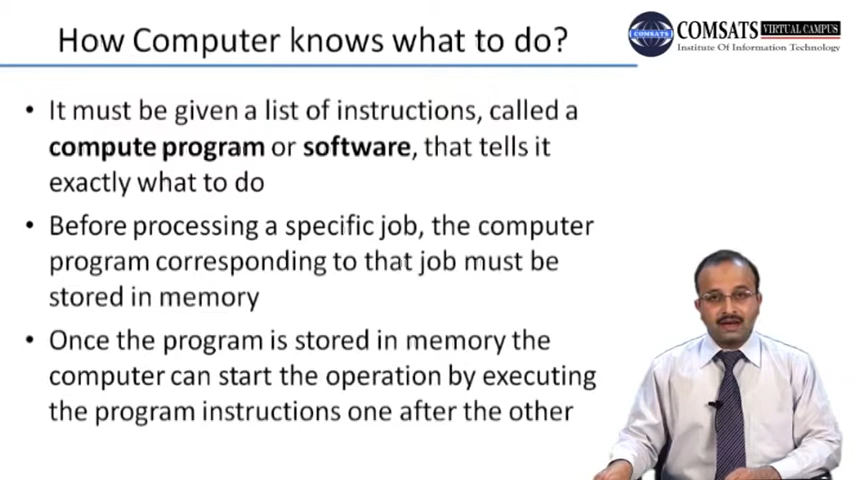 How Computer knows what to do?
COMSATS VIRTUAL CAMPUS
COMSATS
Institute Of Information Technology
• It must be given a list of instructions, called a
compute program or software, that tells it
exactly what to do
• Before processing a specific job, the computer
program corresponding to that job must be
stored in memory
• Once the program is stored in memory the
computer can start the operation by executing
the program instructions one after the other